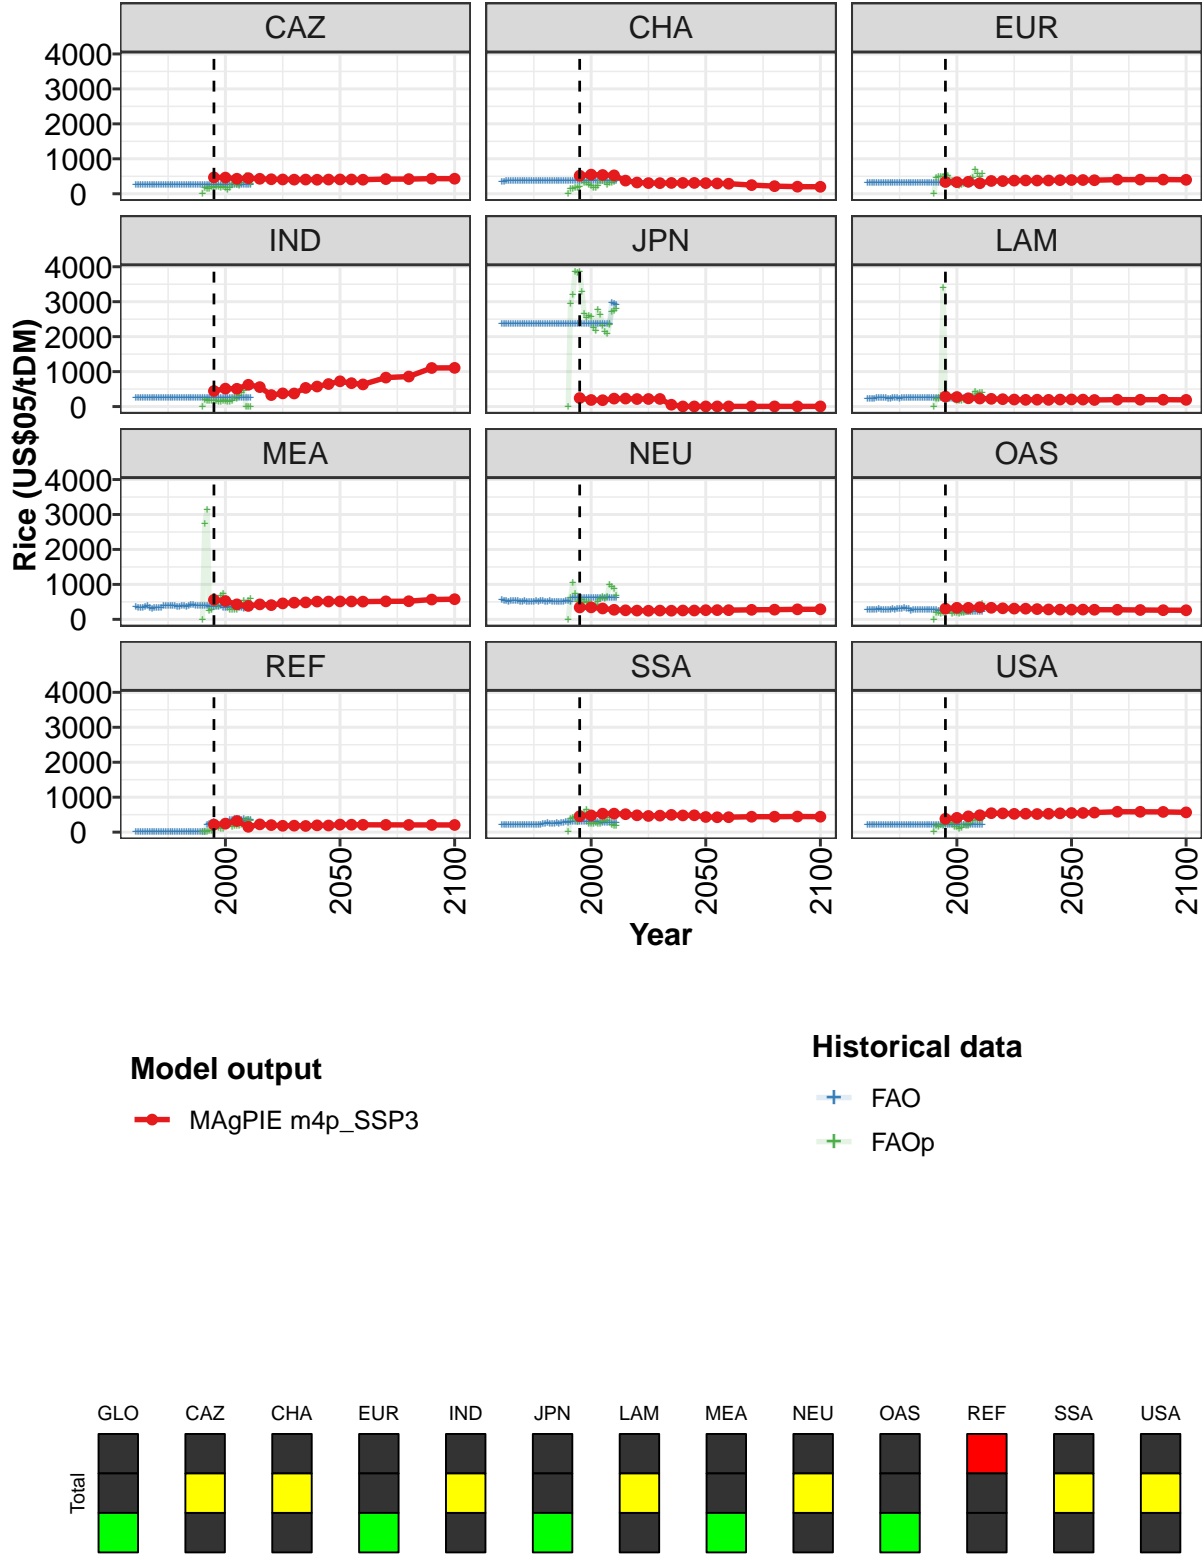 CAZ CHA EUR
4000
3000
2000
1000
0
IND JPN LAM
4000
3000
2000
1000
0
MEA NEU OAS
4000
3000
2000
1000
0
REF SSA USA
4000
3000
2000
1000
0
Rice (US$05/tDM)
2000 2050 2100 2000 2050 2100 2000 2050 2100
Year
Model output
MAgPIE m4p_SSP3
Historical data
FAO
FAOp
GLO CAZ CHA EUR IND JPN LAM MEA NEU OAS REF SSA USA
Total